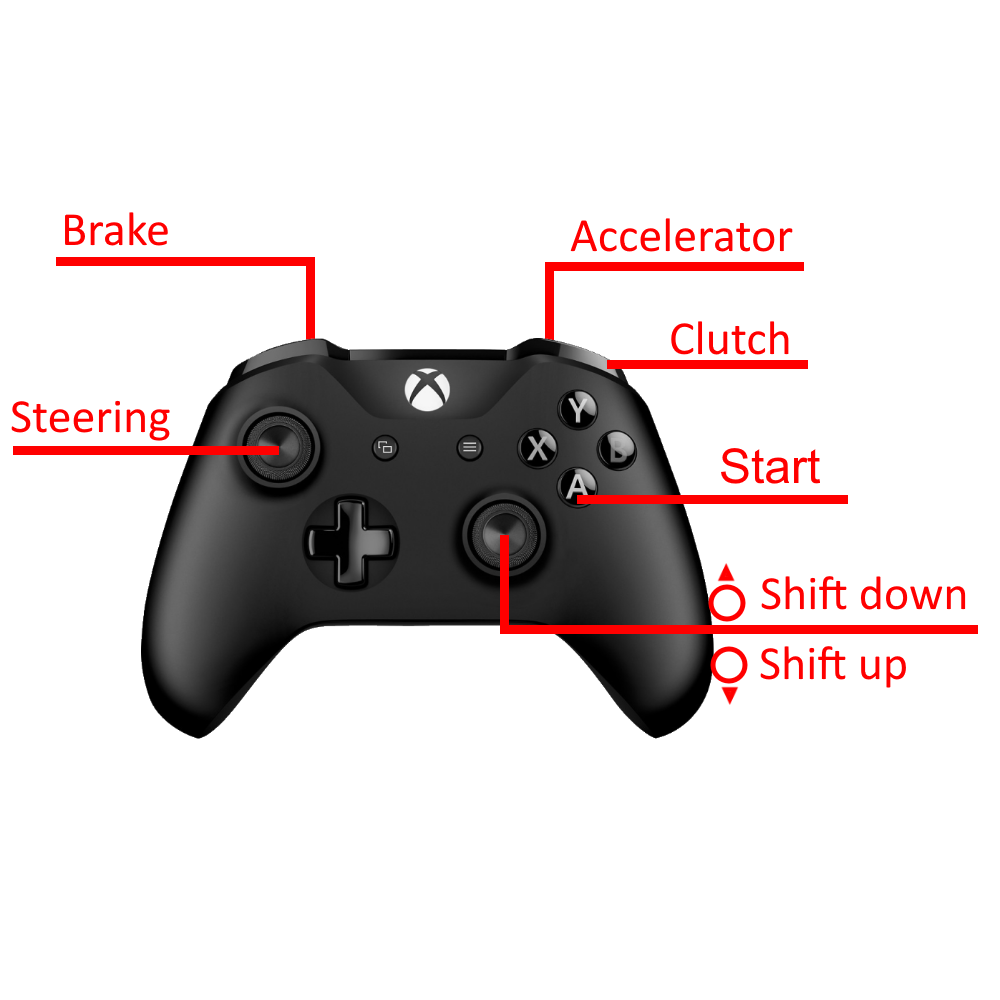 Brake
Accelerator
Clutch
Steering
Y
X
B
Start
A
Shift down
Shift up